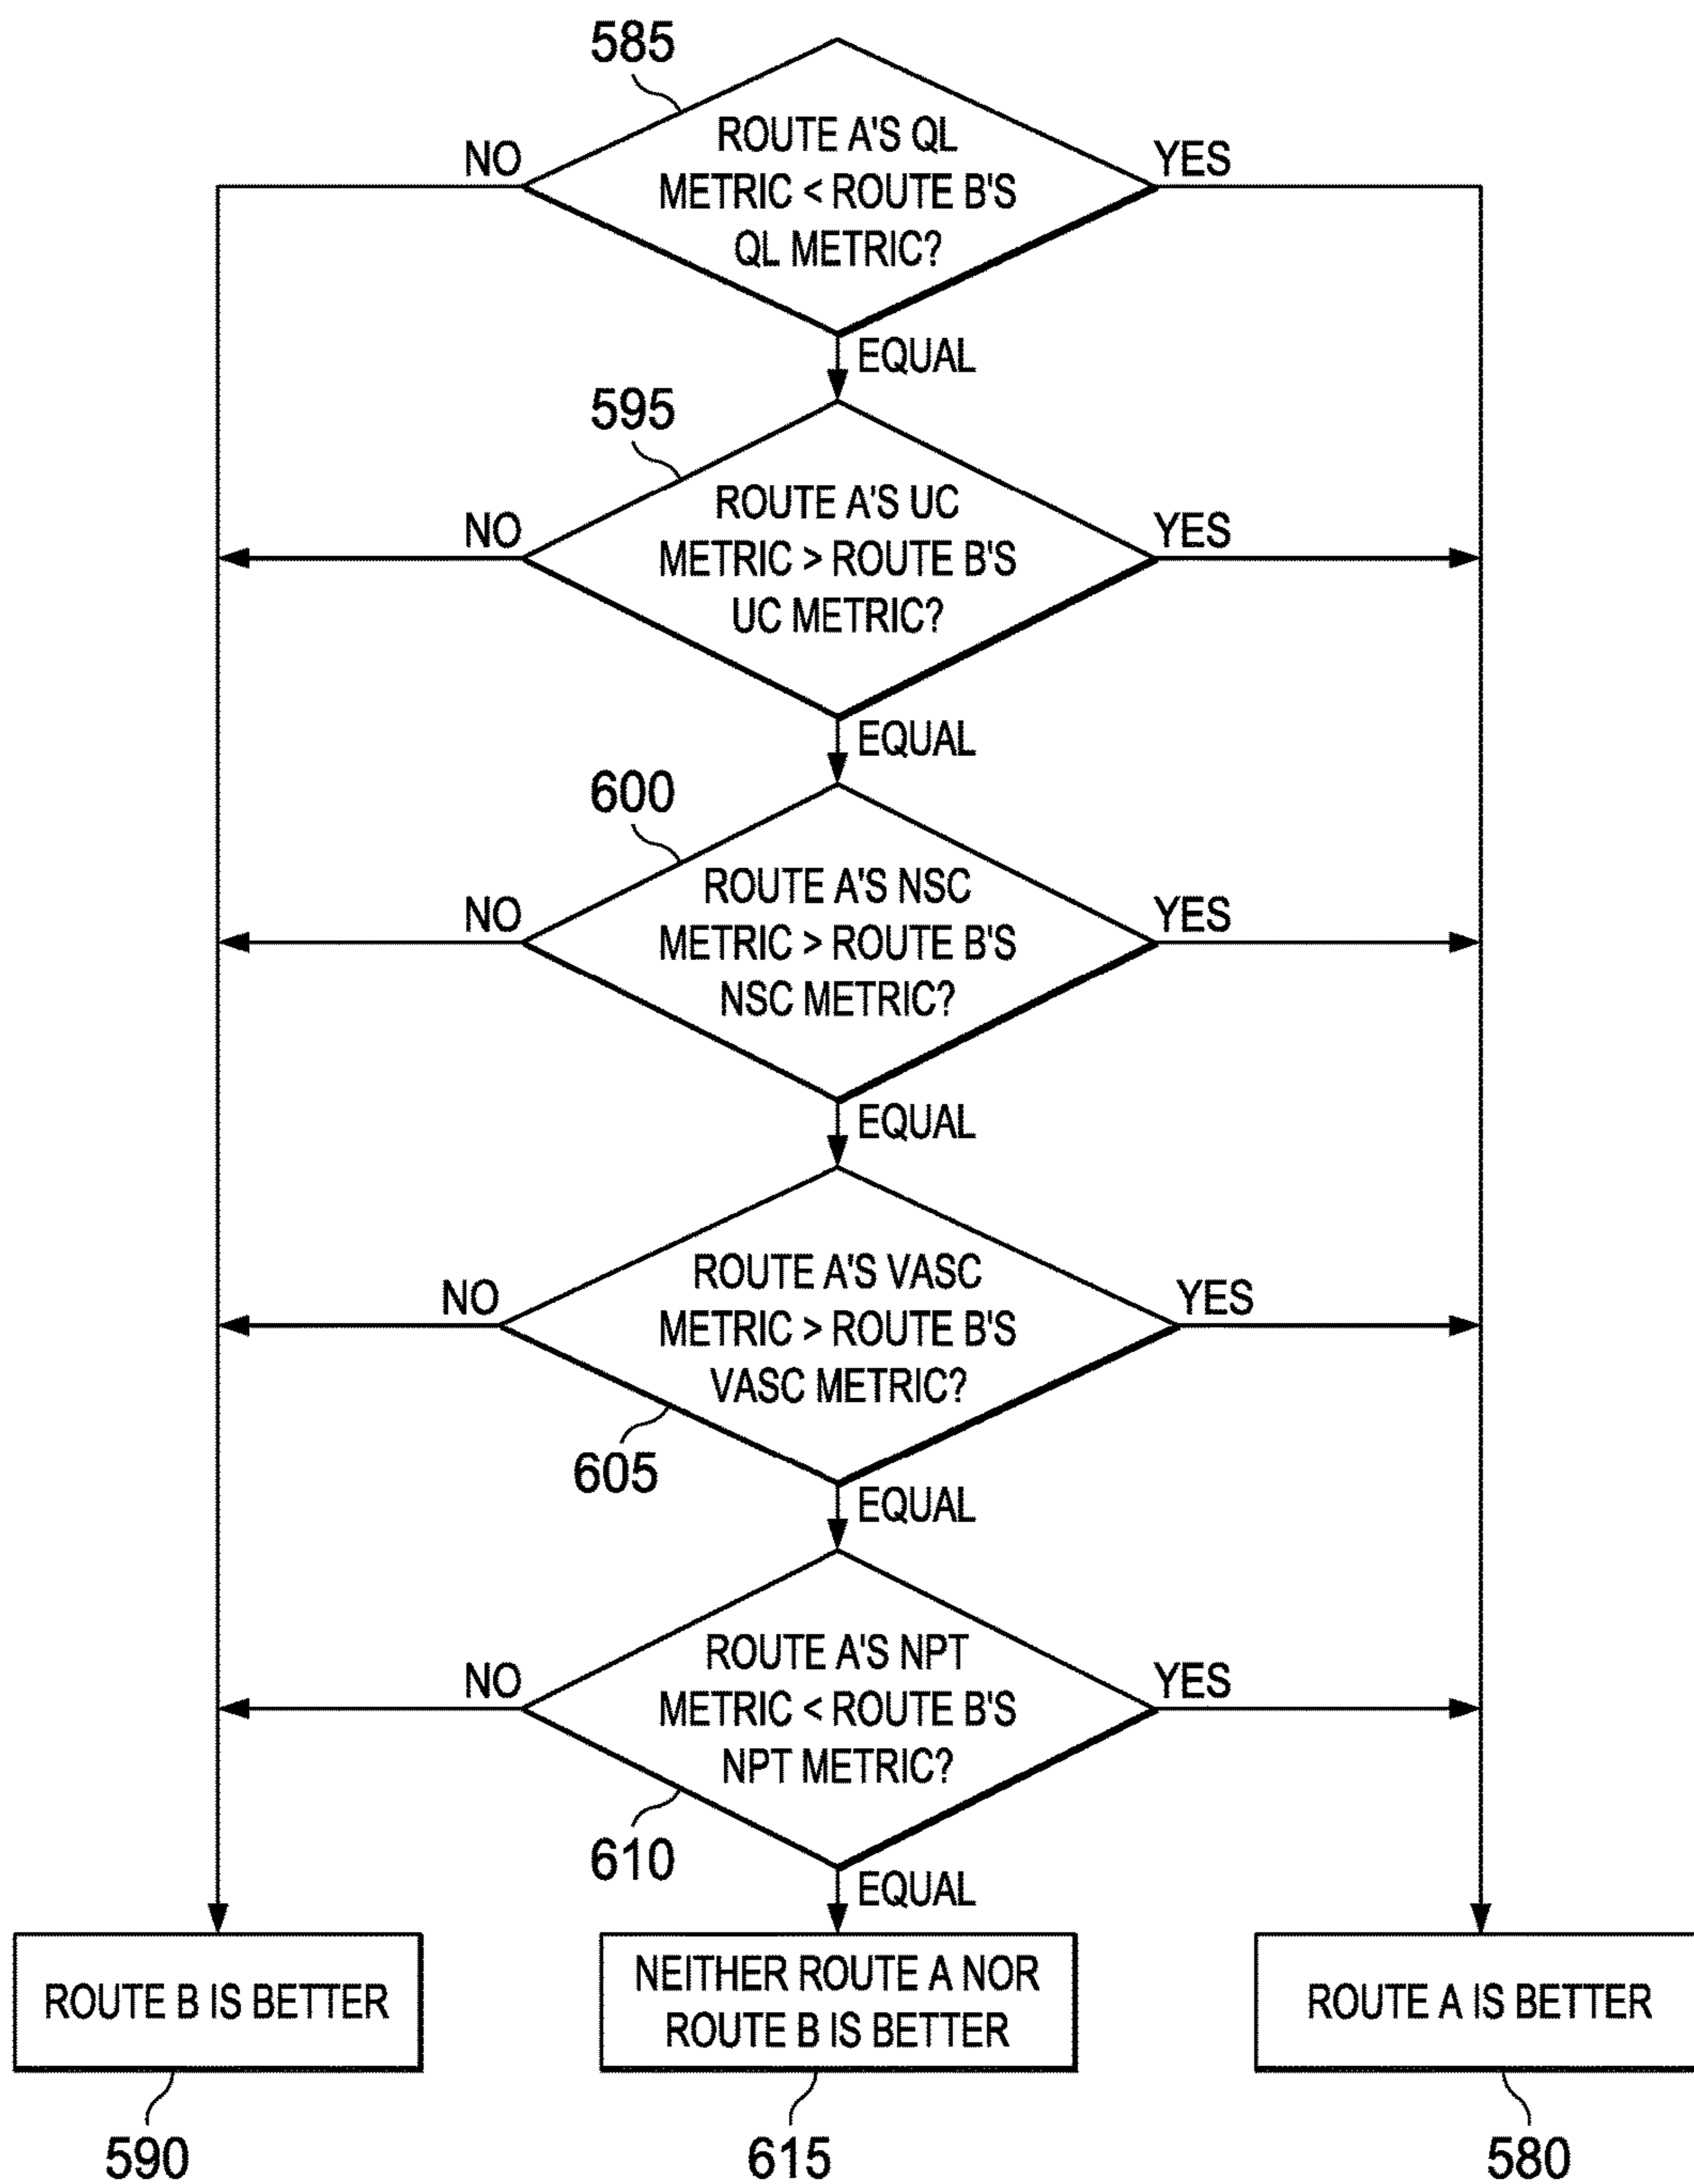 585
ROUTE A'S QL
NO
YES
METRIC < ROUTE B'S
QL METRIC?
EQUAL
595
ROUTE A'S UC
NO
YES
METRIC > ROUTE B'S
UC METRIC?
EQUAL
600
ROUTE A'S NSC
NO
YES
METRIC > ROUTE B'S
NSC METRIC?
EQUAL
ROUTE A'S VASC
NO
YES
METRIC > ROUTE B'S
VASC METRIC?
605
EQUAL
ROUTE A'S NPT
NO
YES
METRIC < ROUTE B'S
NPT METRIC?
610
EQUAL
ROUTE B IS BETTER
NEITHER ROUTE A NOR
ROUTE B IS BETTER
ROUTE A IS BETTER
590
615
580